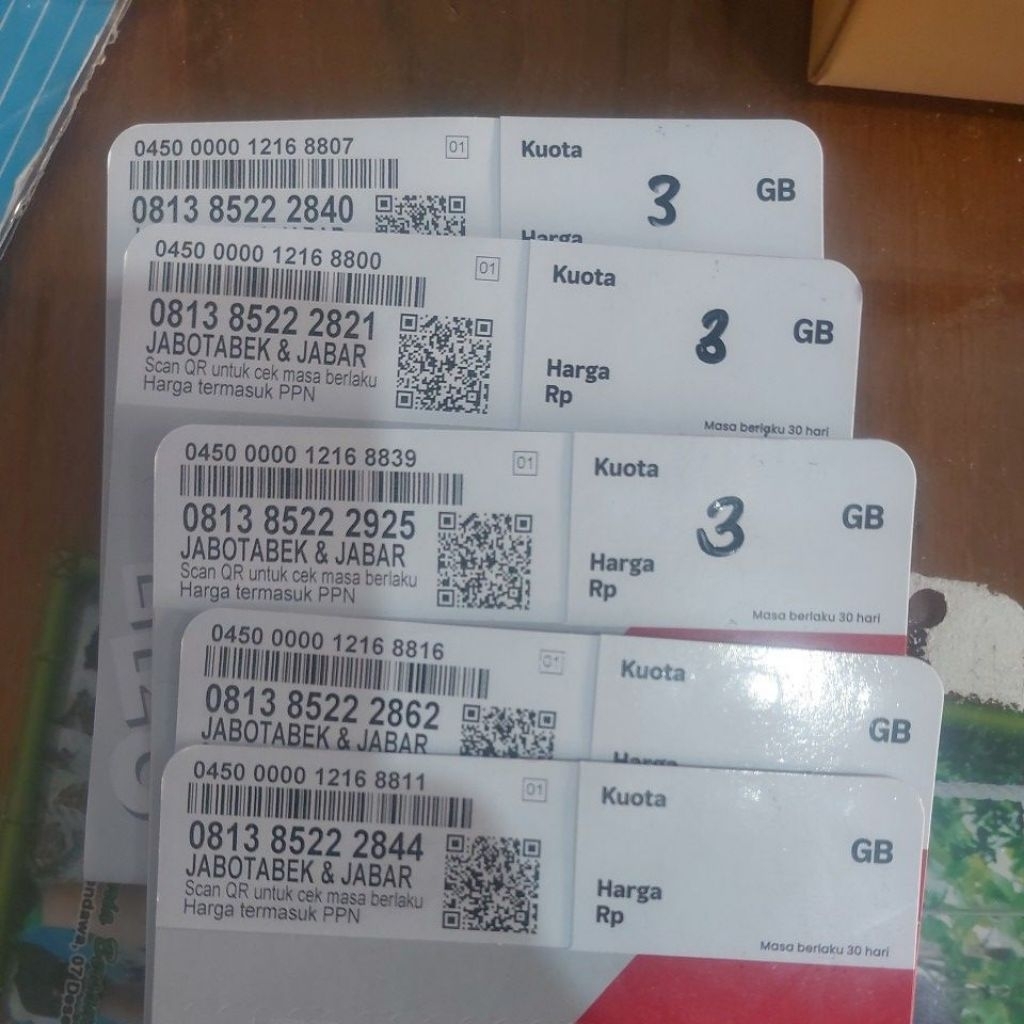 0450 0000 1216 8807
01
0813 8522 2840
Kuota
3 GB
Harga
0450 0000 1216 8800
01
0813 8522 2821
JABOTABEK & JABAR
Scan QR untuk cek masa berlaku
Harga termasuk PPN
Kuota
3 GB
Harga
Rp
Masa berlaku 30 hari
0450 0000 1216 8839
01
0813 8522 2925
JABOTABEK & JABAR
Scan QR untuk cek masa berlaku
Harga termasuk PPN
Kuota
3 GB
Harga
Rp
Masa berlaku 30 hari
0450 0000 1216 8816
01
0813 8522 2862
JABOTABEK & JABAR
Kuota
GB
Harga
0450 0000 1216 8811
01
0813 8522 2844
JABOTABEK & JABAR
Scan QR untuk cek masa berlaku
Harga termasuk PPN
Kuota
GB
Harga
Rp
Masa berlaku 30 hari